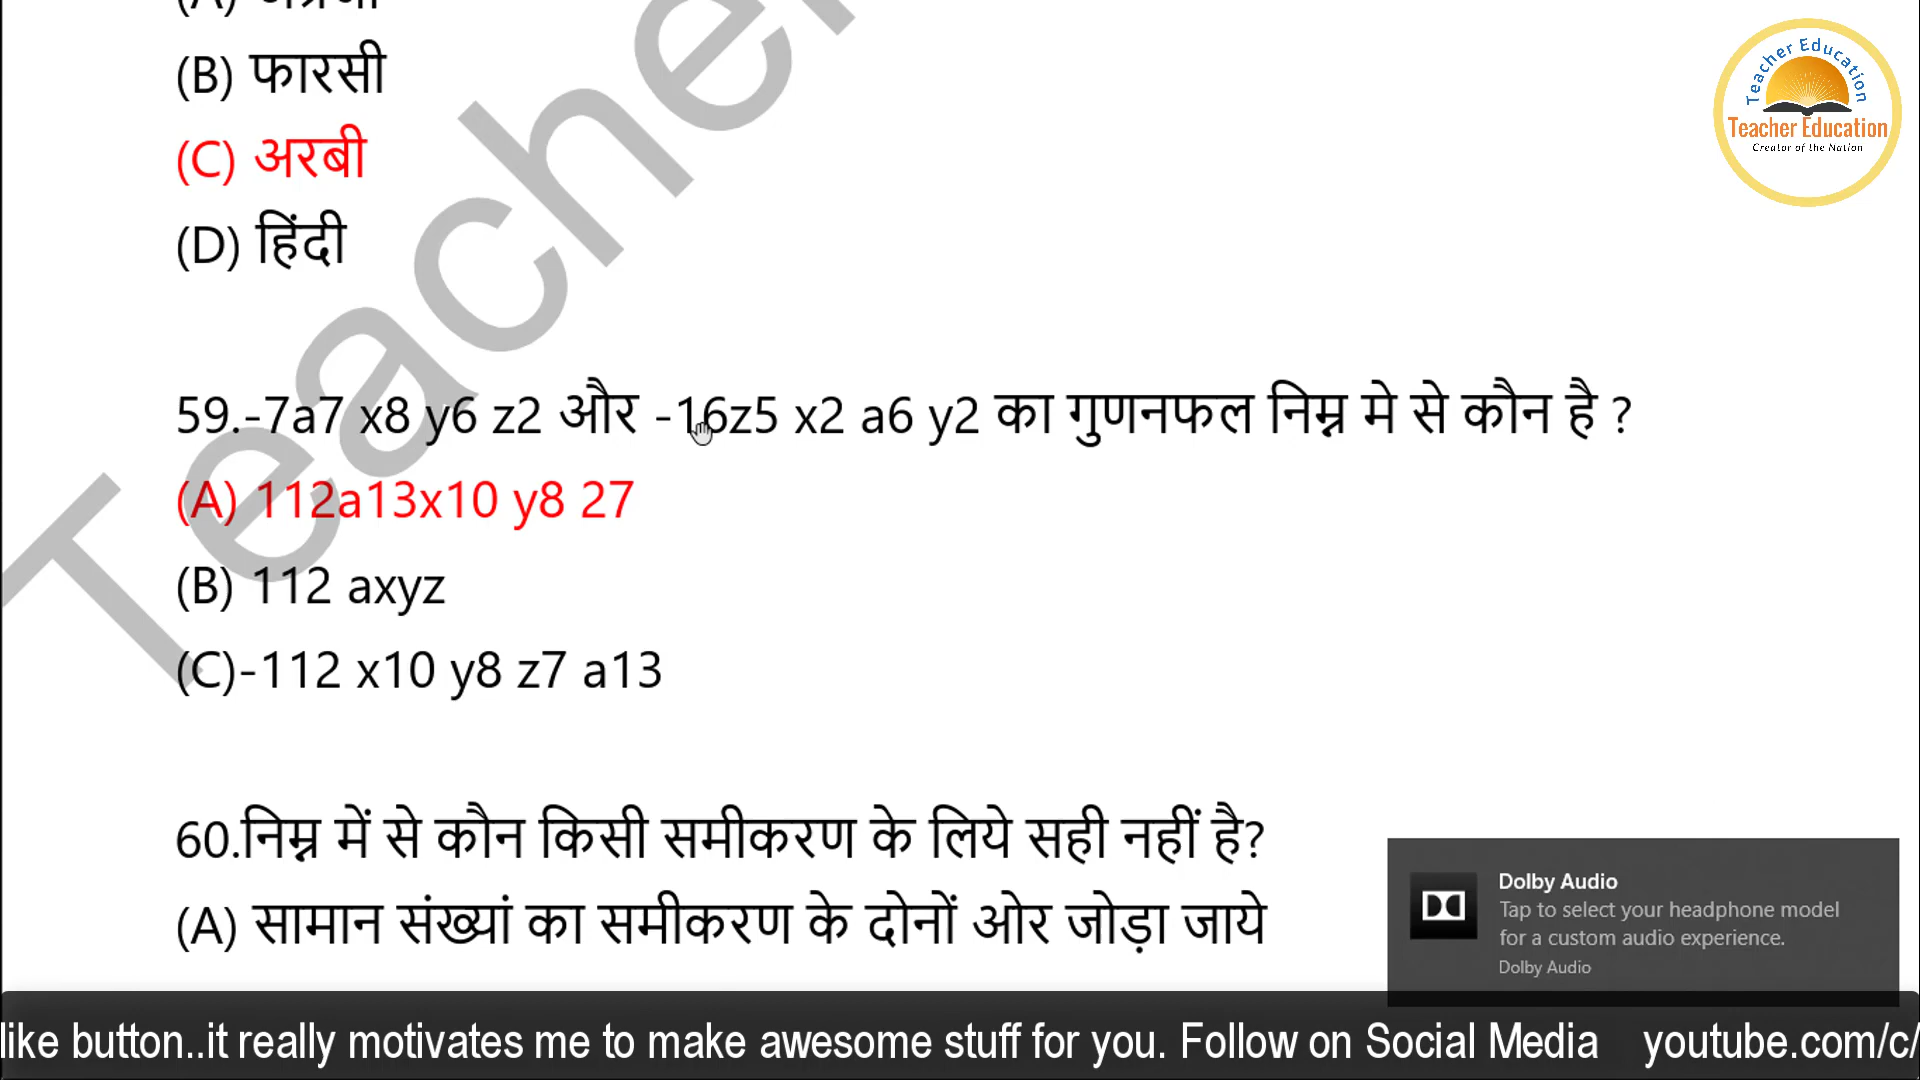 (B) फारसी
(C) अरबी
(D) हिंदी
59.-7a7 x8 y6 z2 और -16z5 x2 a6 y2 का गुणनफल निम्न मे से कौन है ?
(A) 112a13x10 y8 27
(B) 112 axyz
(C)-112 x10 y8 z7 a13
60.निम्न में से कौन किसी समीकरण के लिये सही नहीं है?
(A) सामान संख्यां का समीकरण के दोनों ओर जोड़ा जाये
Teacher
Teacher Education
Teacher Education
Creator of the Nation
Dolby Audio
Tap to select your headphone model
for a custom audio experience.
Dolby Audio
like button..it really motivates me to make awesome stuff for you. Follow on Social Media youtube.com/c/